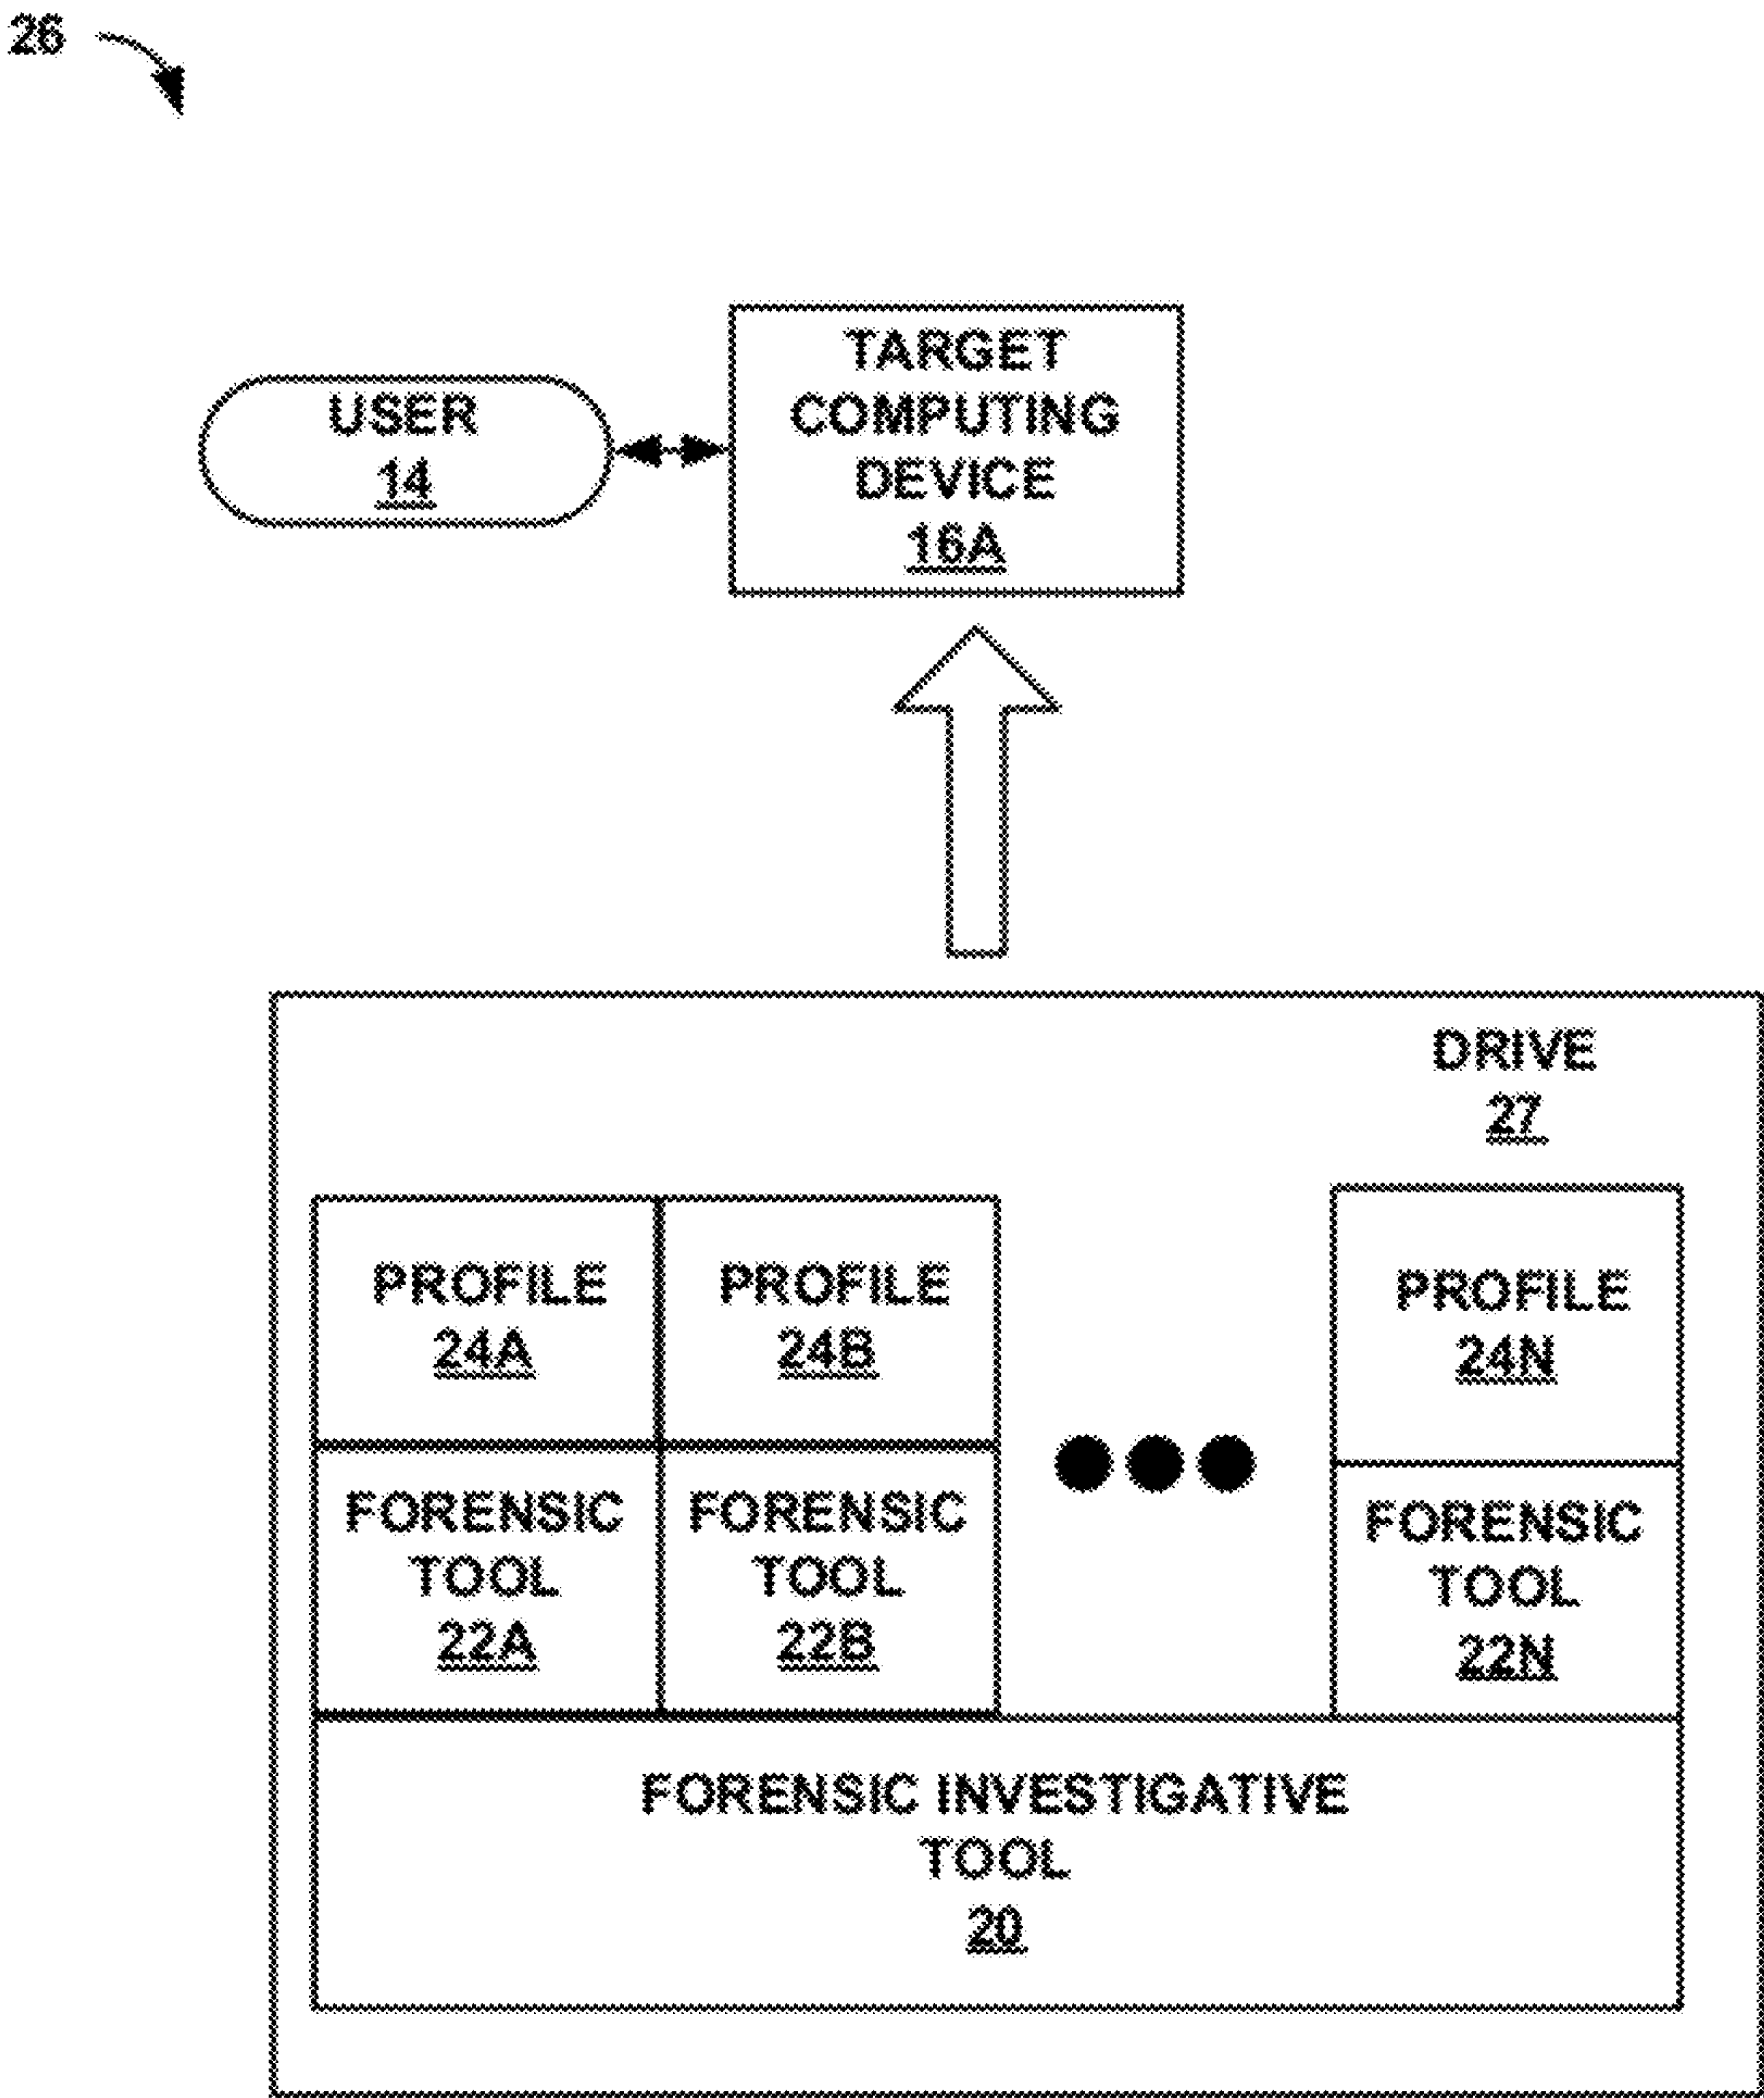 26
USER
14
TARGET
COMPUTING
DEVICE
16A
DRIVE
27
PROFILE
24A
PROFILE
24B
PROFILE
24N
FORENSIC
TOOL
22A
FORENSIC
TOOL
22B
FORENSIC
TOOL
22N
FORENSIC INVESTIGATIVE
TOOL
20